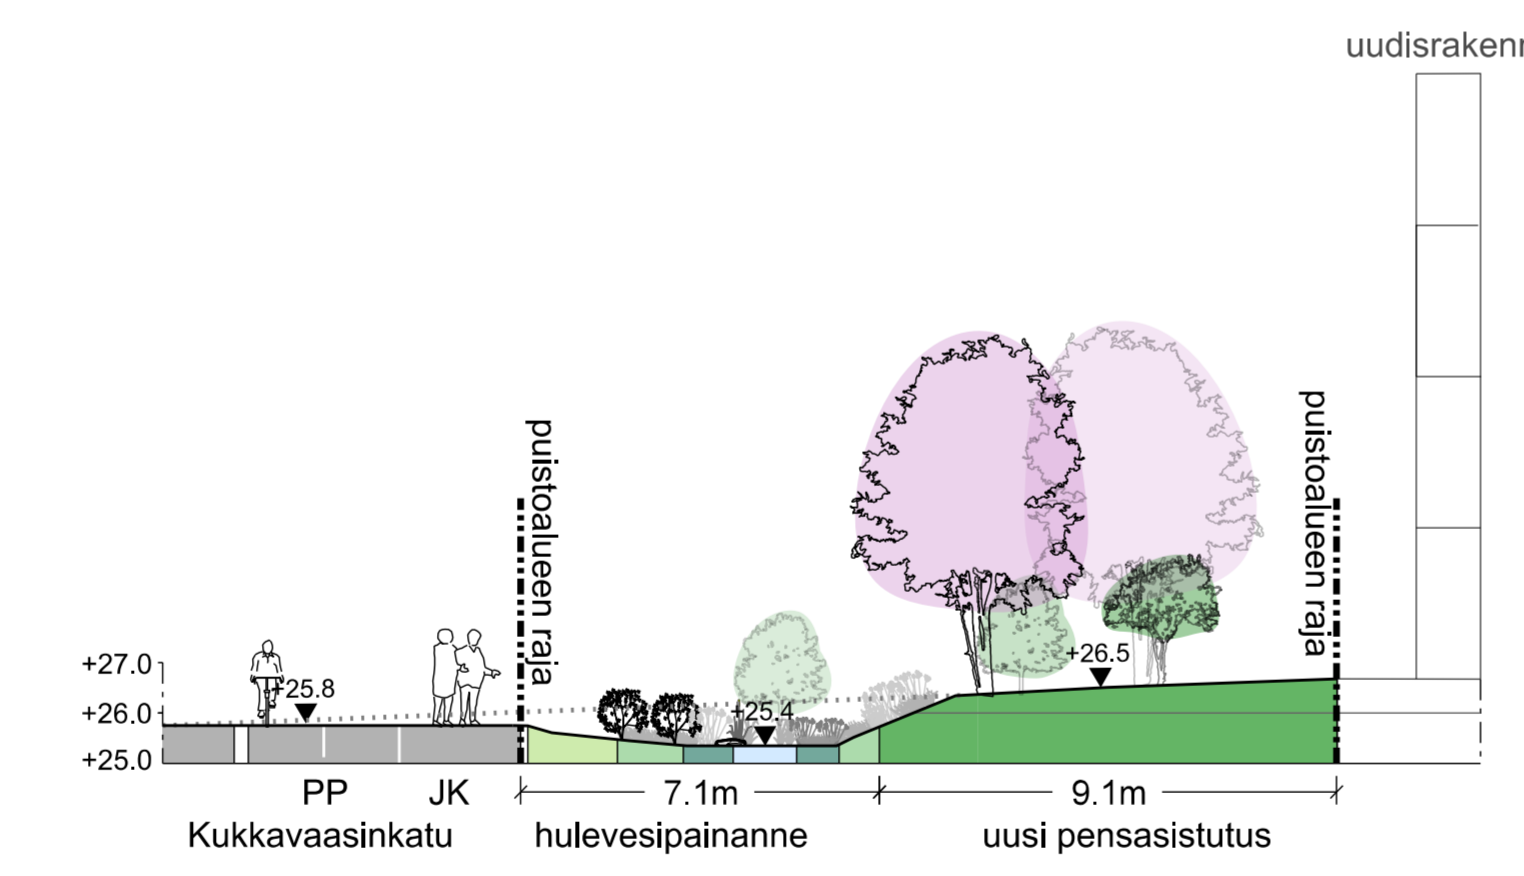 uudisrakenn
puistoalueen raja
puistoalueen raja
+27.0
+26.0
+25.0
+25.8
+25.4
+26.5
PP
JK
7.1m
9.1m
Kukkavaasinkatu
hulevesipainanne
uusi pensasistutus